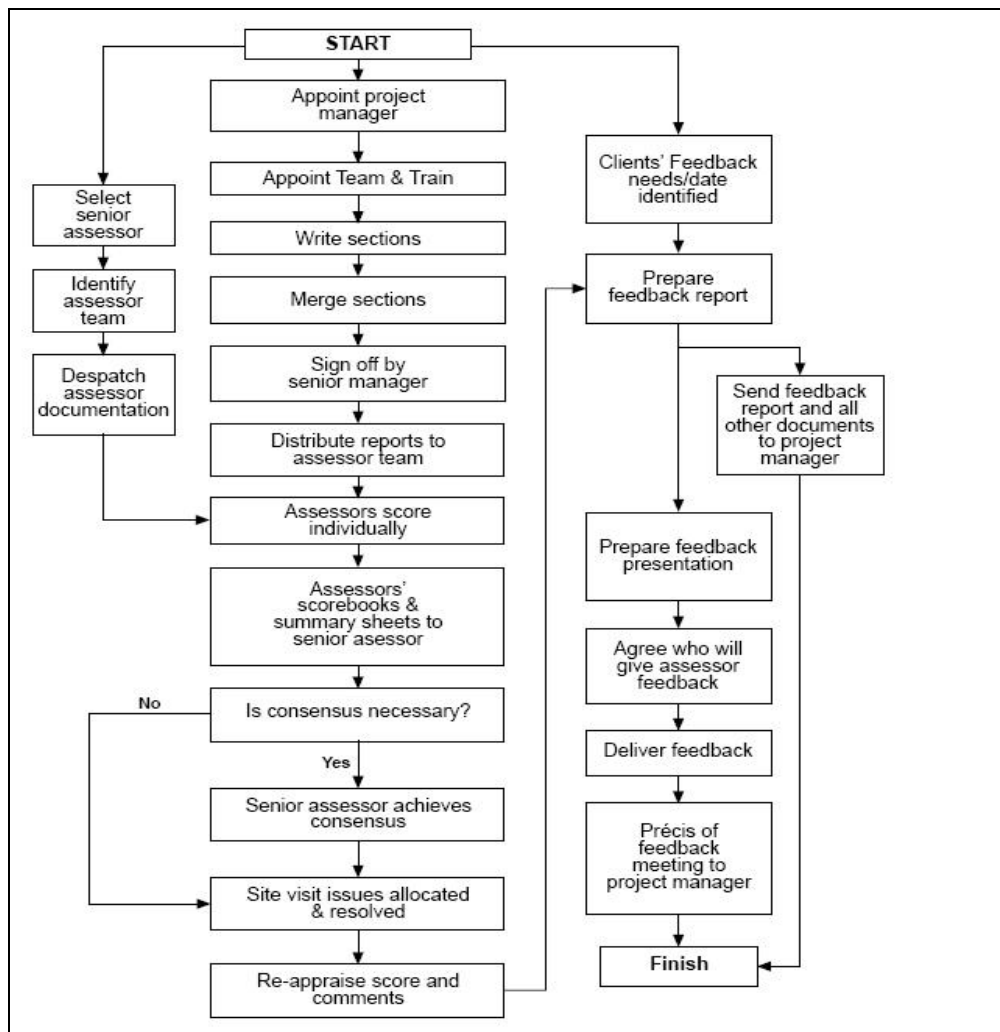 START
Appoint project
manager
Appoint Team & Train
Write sections
Merge sections
Sign off by
senior manager
Distribute reports to
assessor team
Select
senior
assessor
Identify
assessor
team
Despatch
assessor
documentation
Assessors score
individually
Assessors'
scorebooks &
summary sheets to
senior asessor
Is consensus necessary?
No
Yes
Senior assessor achieves
consensus
Site visit issues allocated
& resolved
Re-appraise score and
comments
Clients' Feedback
needs/date
identified
Prepare
feedback report
Send feedback
report and all
other documents
to project
manager
Prepare feedback
presentation
Agree who will
give assessor
feedback
Deliver feedback
Précis of
feedback
meeting to
project manager
Finish